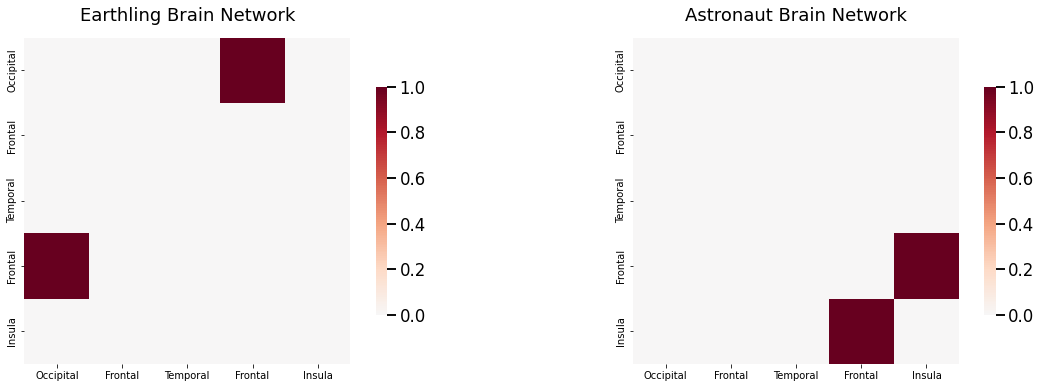 Earthling Brain Network
Occipital
Frontal
Temporal
Frontal
Insula
Occipital Frontal Temporal Frontal Insula
1.0
0.8
0.6
0.4
0.2
0.0
Astronaut Brain Network
Occipital
Frontal
Temporal
Frontal
Insula
Occipital Frontal Temporal Frontal Insula
1.0
0.8
0.6
0.4
0.2
0.0